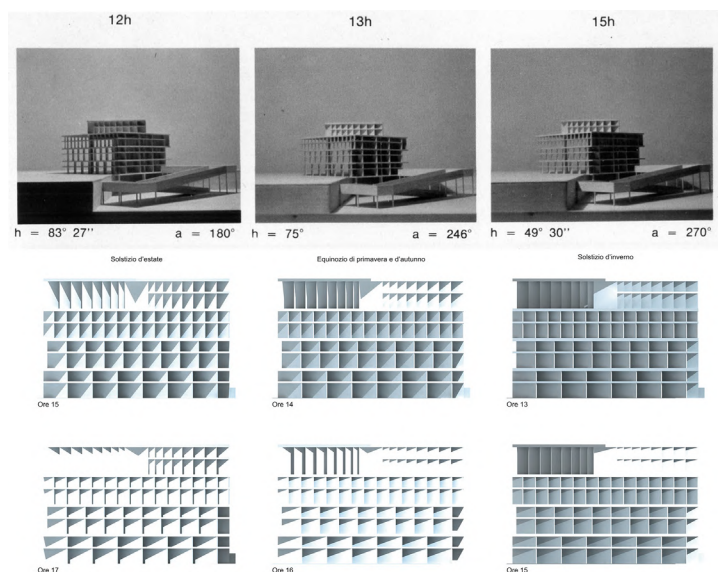 12h 13h 15h
h = 83° 27'' a = 180° h = 75° a = 246° h = 49° 30'' a = 270°
Solstizio d'estate Equinozio di primavera e d'autunno Solstizio d'inverno
Ore 15 Ore 14 Ore 13
Ore 17 Ore 16 Ore 15